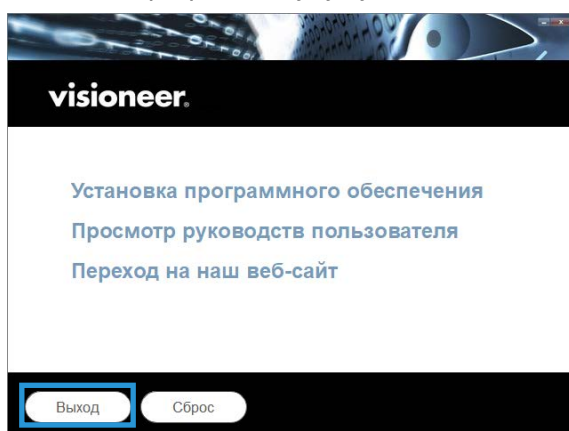 visioneer®
Установка программного обеспечения
Просмотр руководств пользователя
Переход на наш веб-сайт
Выход
Сброс